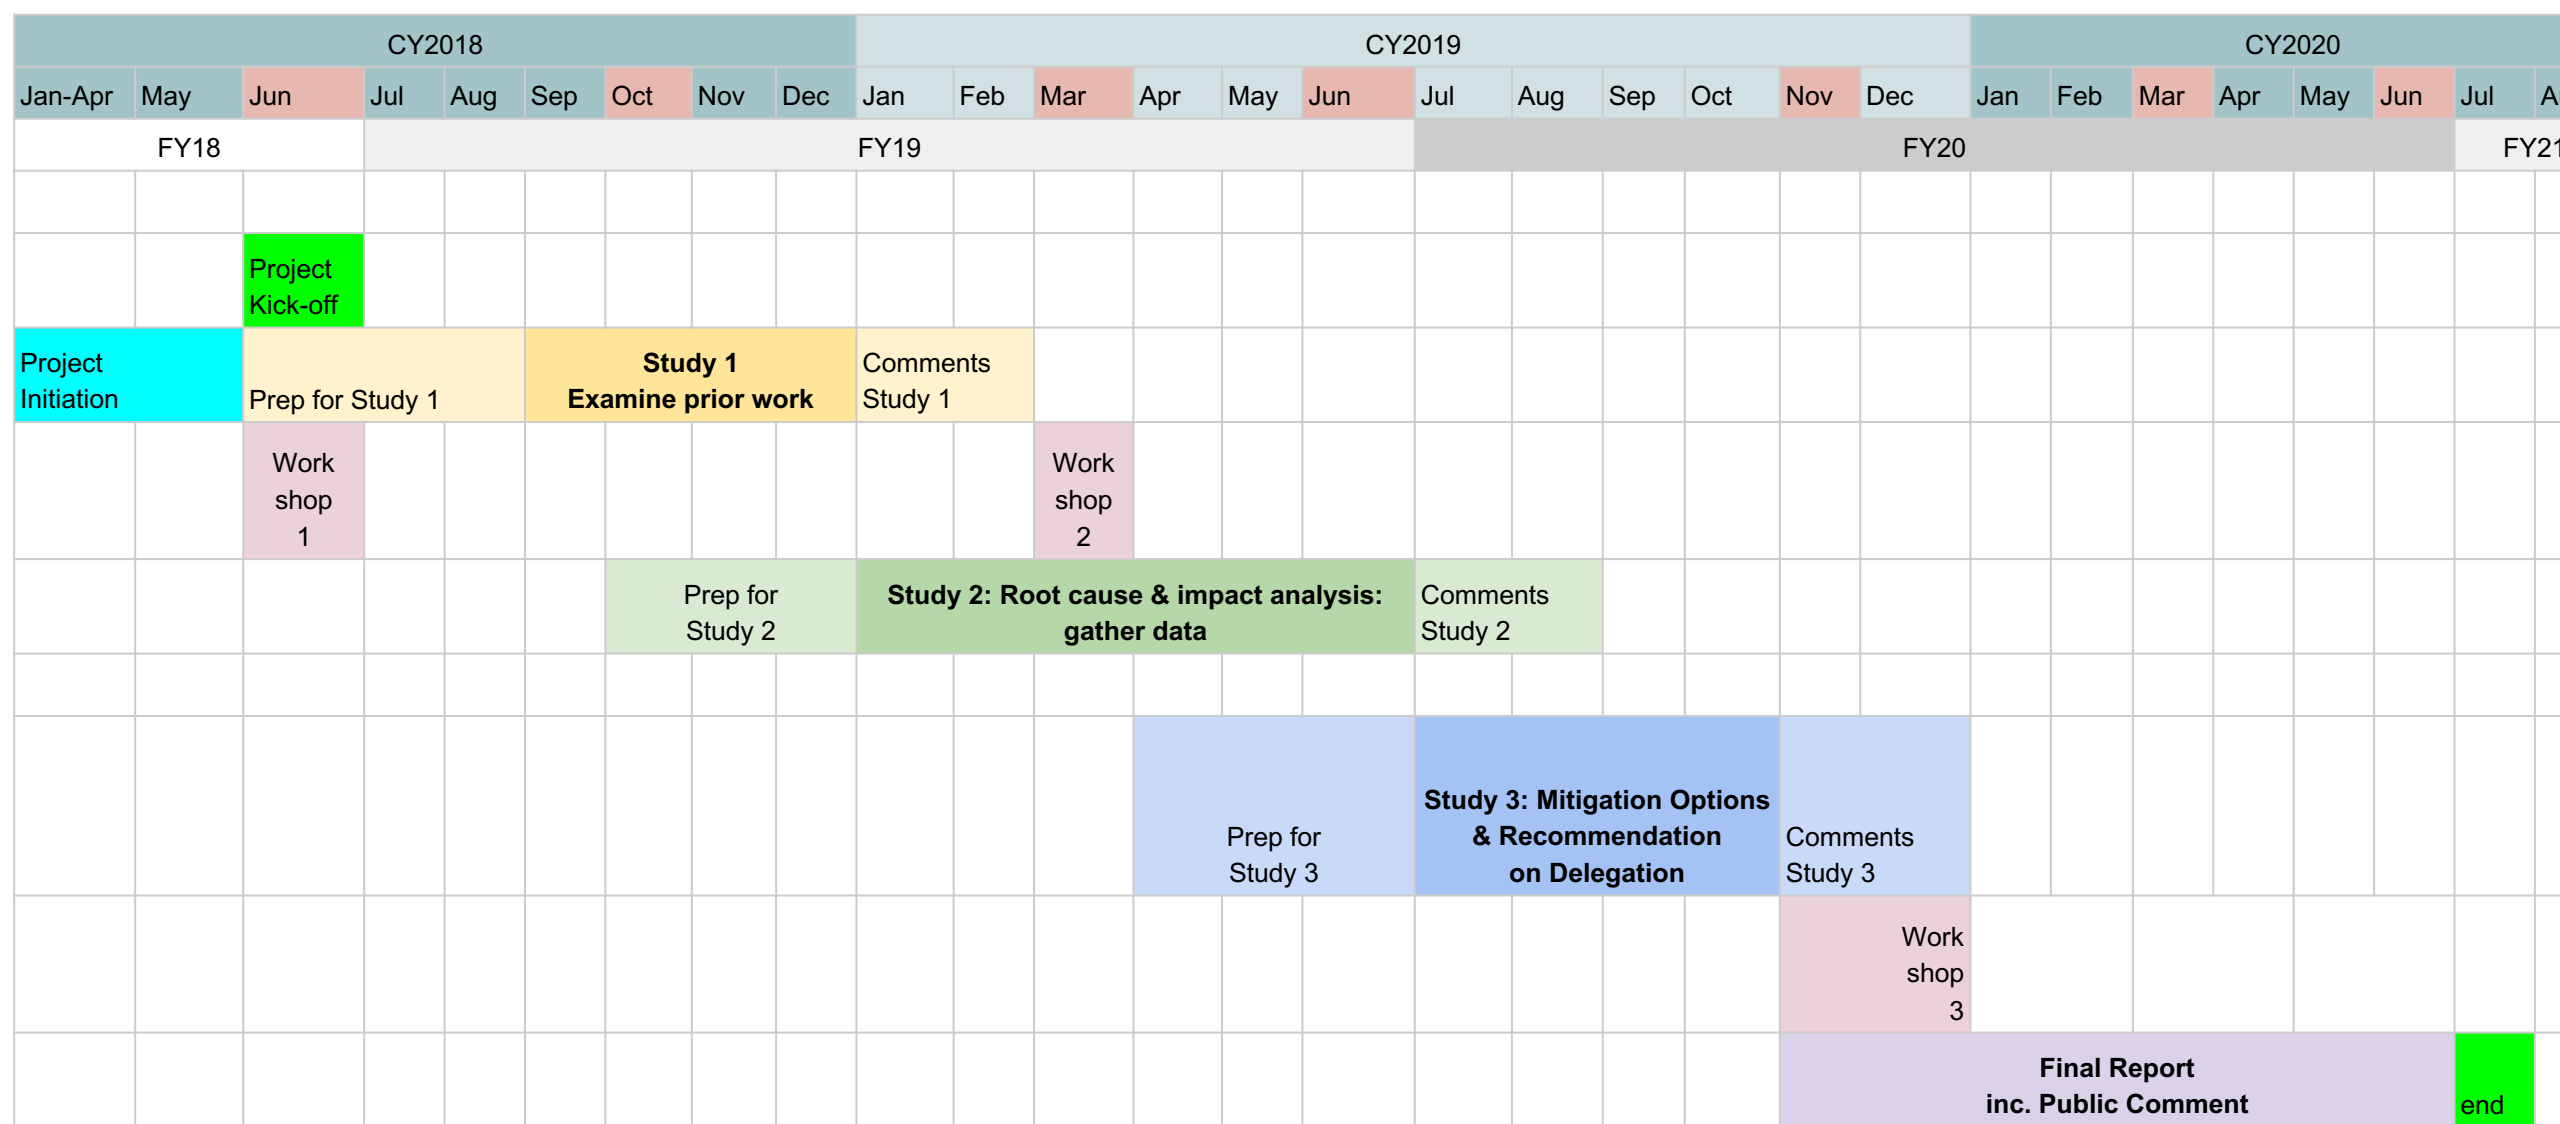 CY2018 CY2019 CY2020
Jan-Apr May Jun Jul Aug Sep Oct Nov Dec Jan Feb Mar Apr May Jun Jul Aug Sep Oct Nov Dec Jan Feb Mar Apr May Jun Jul A
FY18 FY19 FY20 FY21
Project
Kick-off
Project
Initiation
Prep for Study 1
Study 1
Examine prior work
Comments
Study 1
Work
shop
1
Work
shop
2
Prep for
Study 2
Study 2: Root cause & impact analysis:
gather data
Comments
Study 2
Prep for
Study 3
Study 3: Mitigation Options
& Recommendation
on Delegation
Comments
Study 3
Work
shop
3
Final Report
inc. Public Comment
end